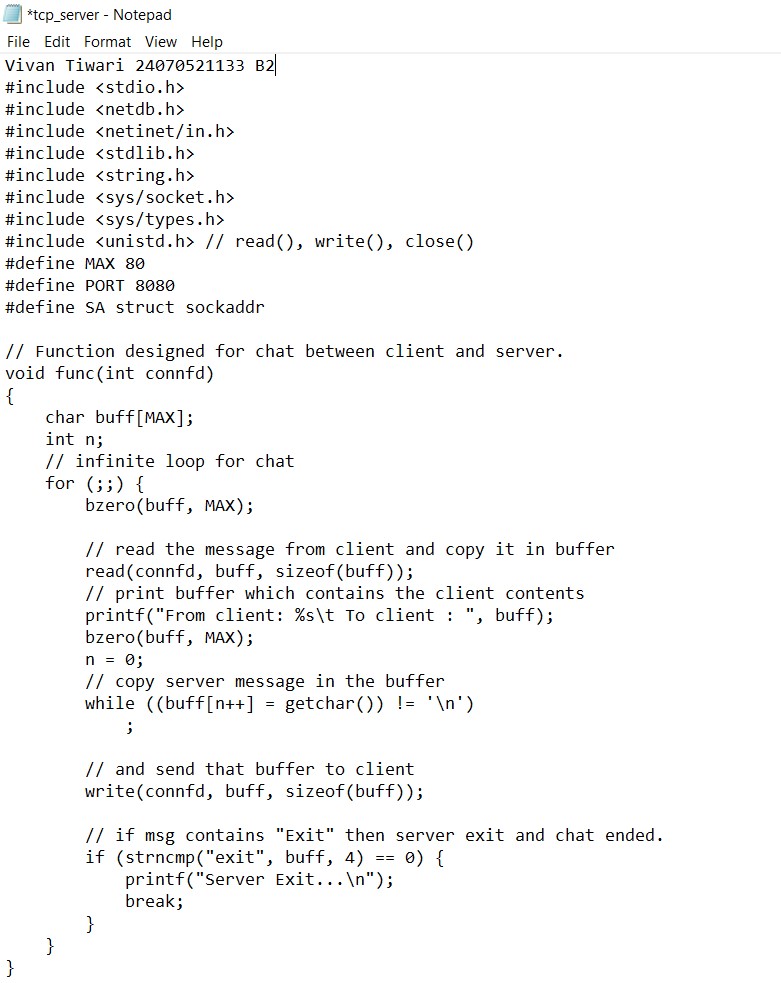 *tcp_server - Notepad
File Edit Format View Help
Vivan Tiwari 24070521133 B2
#include <stdio.h>
#include <netdb.h>
#include <netinet/in.h>
#include <stdlib.h>
#include <string.h>
#include <sys/socket.h>
#include <sys/types.h>
#include <unistd.h> // read(), write(), close()
#define MAX 80
#define PORT 8080
#define SA struct sockaddr

// Function designed for chat between client and server.
void func(int connfd)
{
    char buff[MAX];
    int n;
    // infinite loop for chat
    for (;;) {
        bzero(buff, MAX);

        // read the message from client and copy it in buffer
        read(connfd, buff, sizeof(buff));
        // print buffer which contains the client contents
        printf("From client: %s\t To client : ", buff);
        bzero(buff, MAX);
        n = 0;
        // copy server message in the buffer
        while ((buff[n++] = getchar()) != '\n')
            ;

        // and send that buffer to client
        write(connfd, buff, sizeof(buff));

        // if msg contains "Exit" then server exit and chat ended.
        if (strncmp("exit", buff, 4) == 0) {
            printf("Server Exit...\n");
            break;
        }
    }
}